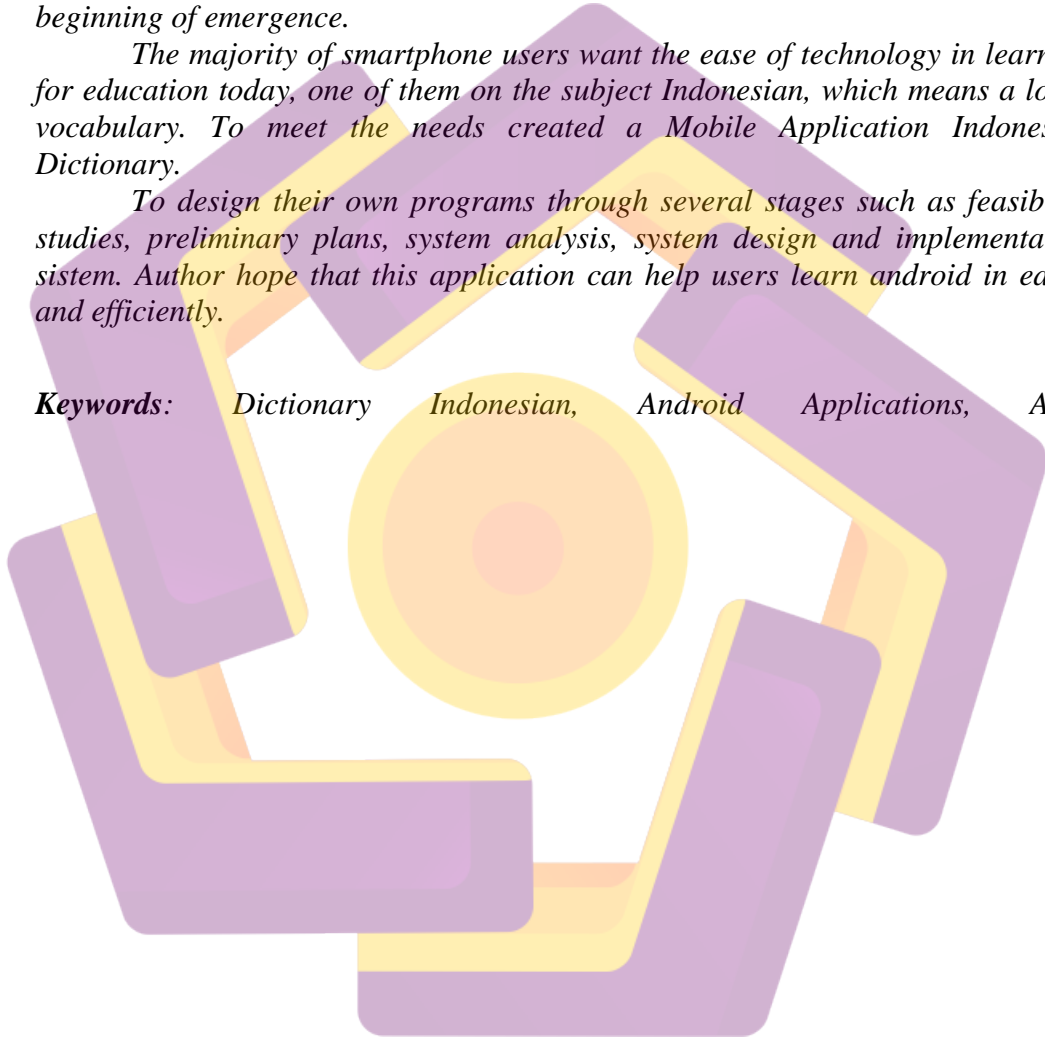 beginning of emergence.
The majority of smartphone users want the ease of technology in learn
for education today, one of them on the subject Indonesian, which means a lo
vocabulary. To meet the needs created a Mobile Application Indones
Dictionary.
To design their own programs through several stages such as feasib
studies, preliminary plans, system analysis, system design and implementa
sistem. Author hope that this application can help users learn android in ea
and efficiently.
Keywords: Dictionary Indonesian, Android Applications, A